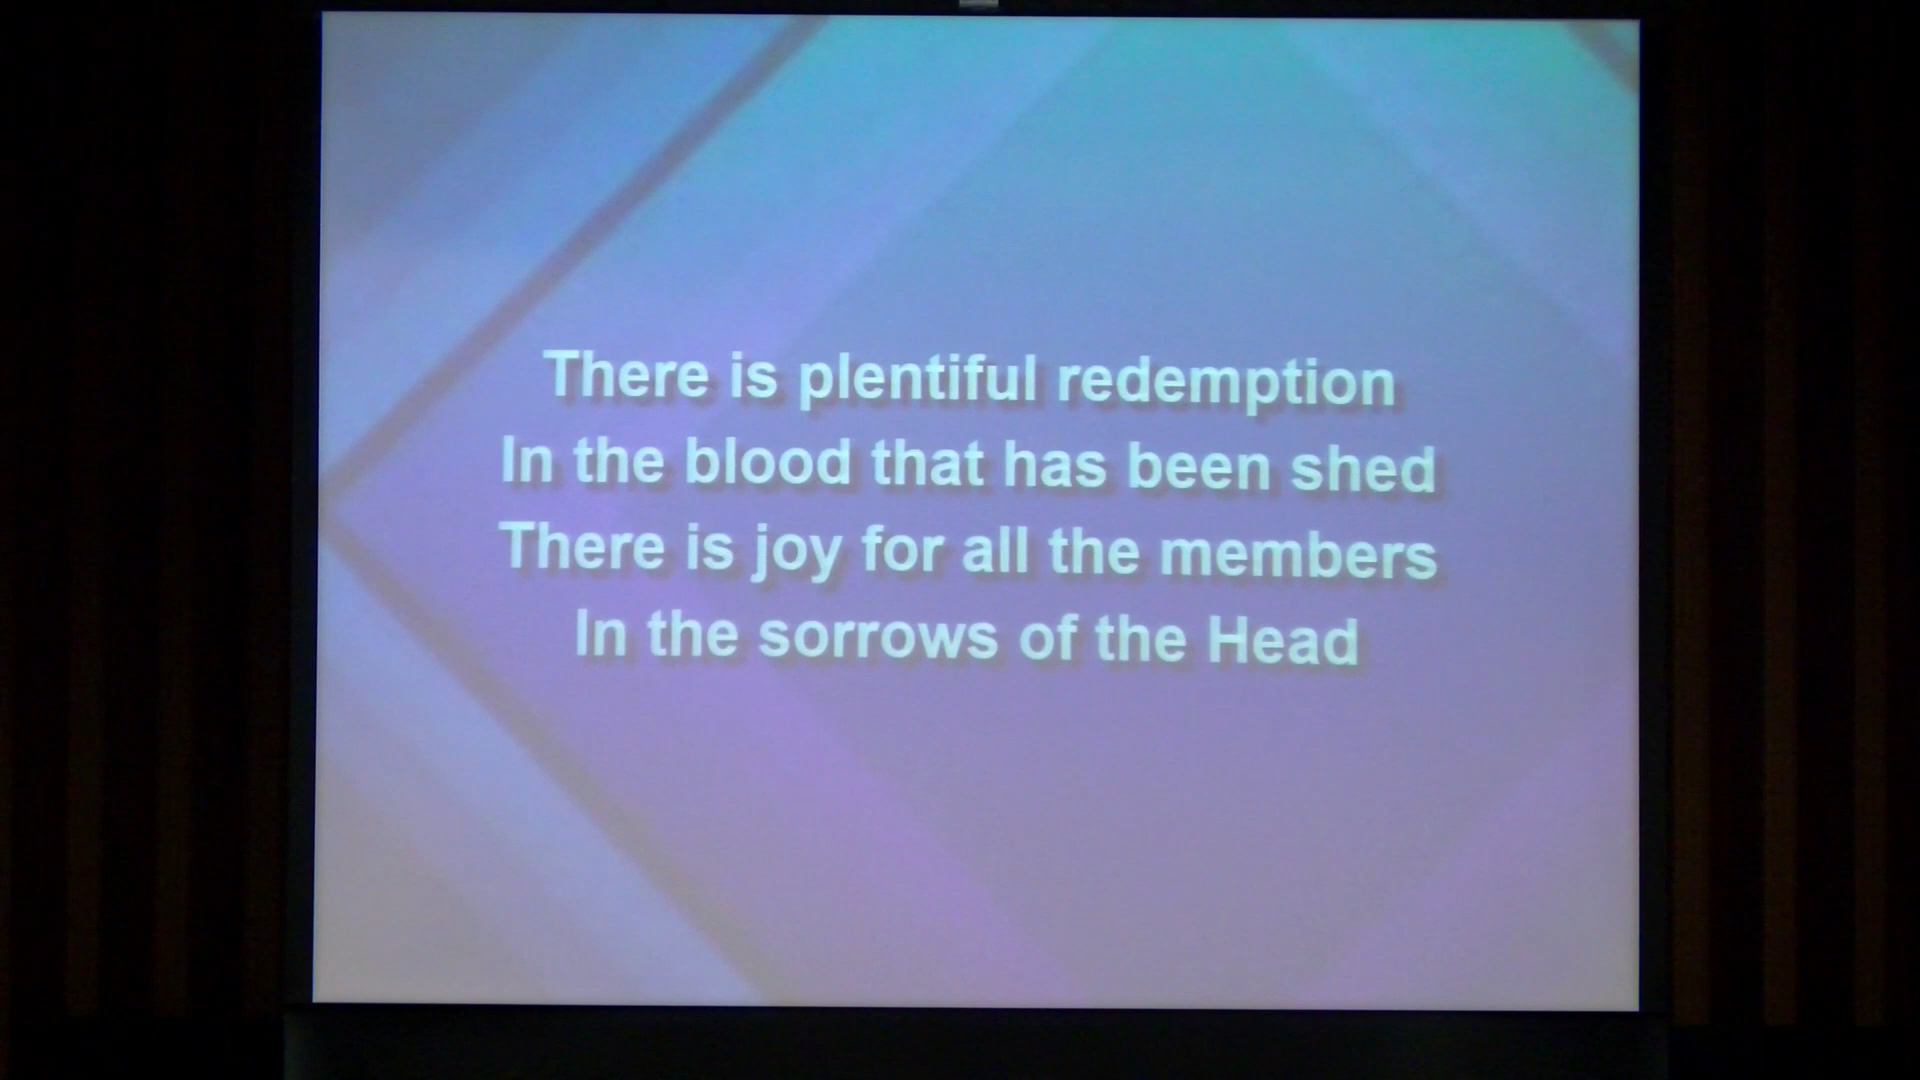 There is plentiful redemption
In the blood that has been shed
There is joy for all the members
In the sorrows of the Head